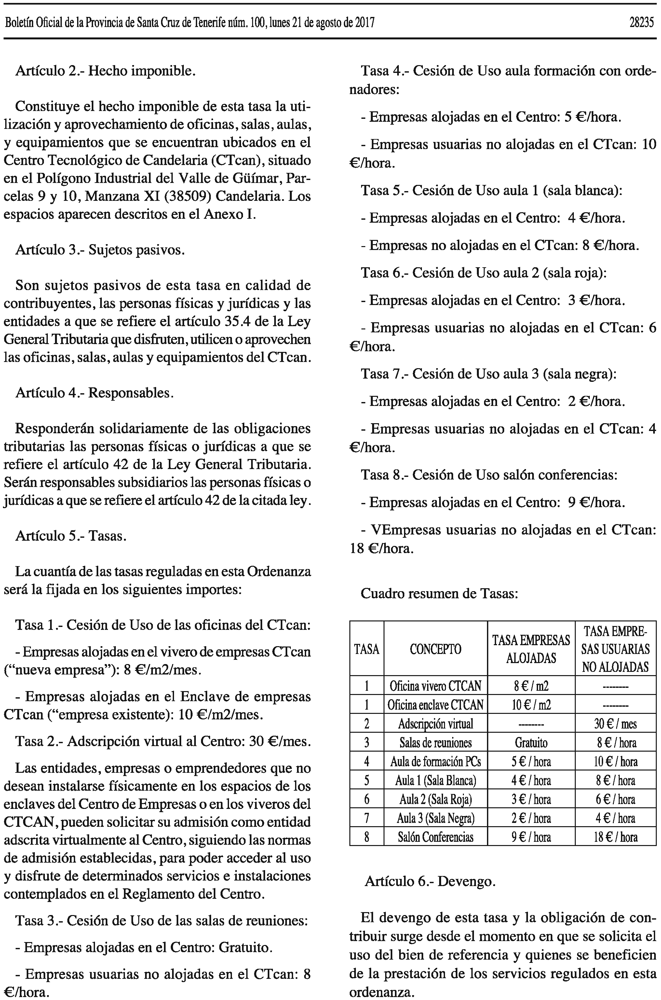 Boletín Oficial de la Provincia de Santa Cruz de Tenerife núm. 100, lunes 21 de agosto de 2017 28235
Artículo 2.- Hecho imponible.
Constituye el hecho imponible de esta tasa la uti-
lización y aprovechamiento de oficinas, salas, aulas,
y equipamientos que se encuentran ubicados en el
Centro Tecnológico de Candelaria (CTcan), situado
en el Polígono Industrial del Valle de Güímar, Par-
celas 9 y 10, Manzana XI (38509) Candelaria. Los
espacios aparecen descritos en el Anexo I.
Artículo 3.- Sujetos pasivos.
Son sujetos pasivos de esta tasa en calidad de
contribuyentes, las personas físicas y jurídicas y las
entidades a que se refiere el artículo 35.4 de la Ley
General Tributaria que disfruten, utilicen o aprovechen
las oficinas, salas, aulas y equipamientos del CTcan.
Artículo 4.- Responsables.
Responderán solidariamente de las obligaciones
tributarias las personas físicas o jurídicas a que se
refiere el artículo 42 de la Ley General Tributaria.
Serán responsables subsidiarios las personas físicas o
jurídicas a que se refiere el artículo 42 de la citada ley.
Artículo 5.- Tasas.
La cuantía de las tasas reguladas en esta Ordenanza
será la fijada en los siguientes importes:
Tasa 1.- Cesión de Uso de las oficinas del CTcan:
- Empresas alojadas en el vivero de empresas CTcan
(“nueva empresa”): 8 €/m2/mes.
- Empresas alojadas en el Enclave de empresas
CTcan (“empresa existente): 10 €/m2/mes.
Tasa 2.- Adscripción virtual al Centro: 30 €/mes.
Las entidades, empresas o emprendedores que no
desean instalarse físicamente en los espacios de los
enclaves del Centro de Empresas o en los viveros del
CTCAN, pueden solicitar su admisión como entidad
adscrita virtualmente al Centro, siguiendo las normas
de admisión establecidas, para poder acceder al uso
y disfrute de determinados servicios e instalaciones
contemplados en el Reglamento del Centro.
Tasa 3.- Cesión de Uso de las salas de reuniones:
- Empresas alojadas en el Centro: Gratuito.
- Empresas usuarias no alojadas en el CTcan: 8
€/hora.
Tasa 4.- Cesión de Uso aula formación con orde-
nadores:
- Empresas alojadas en el Centro: 5 €/hora.
- Empresas usuarias no alojadas en el CTcan: 10
€/hora.
Tasa 5.- Cesión de Uso aula 1 (sala blanca):
- Empresas alojadas en el Centro: 4 €/hora.
- Empresas no alojadas en el CTcan: 8 €/hora.
Tasa 6.- Cesión de Uso aula 2 (sala roja):
- Empresas alojadas en el Centro: 3 €/hora.
- Empresas usuarias no alojadas en el CTcan: 6
€/hora.
Tasa 7.- Cesión de Uso aula 3 (sala negra):
- Empresas alojadas en el Centro: 2 €/hora.
- Empresas usuarias no alojadas en el CTcan: 4
€/hora.
Tasa 8.- Cesión de Uso salón conferencias:
- Empresas alojadas en el Centro: 9 €/hora.
- VEmpresas usuarias no alojadas en el CTcan:
18 €/hora.
Cuadro resumen de Tasas:
TASA CONCEPTO TASA EMPRESAS ALOJADAS TASA EMPRE-SAS USUARIAS NO ALOJADAS
1 Oficina vivero CTCAN 8 € / m2 --------
1 Oficina enclave CTCAN 10 € / m2 --------
2 Adscripción virtual -------- 30 € / mes
3 Salas de reuniones Gratuito 8 € / hora
4 Aula de formación PCs 5 € / hora 10 € / hora
5 Aula 1 (Sala Blanca) 4 € / hora 8 € / hora
6 Aula 2 (Sala Roja) 3 € / hora 6 € / hora
7 Aula 3 (Sala Negra) 2 € / hora 4 € / hora
8 Salón Conferencias 9 € / hora 18 € / hora
Artículo 6.- Devengo.
El devengo de esta tasa y la obligación de con-
tribuir surge desde el momento en que se solicita el
uso del bien de referencia y quienes se beneficien
de la prestación de los servicios regulados en esta
ordenanza.